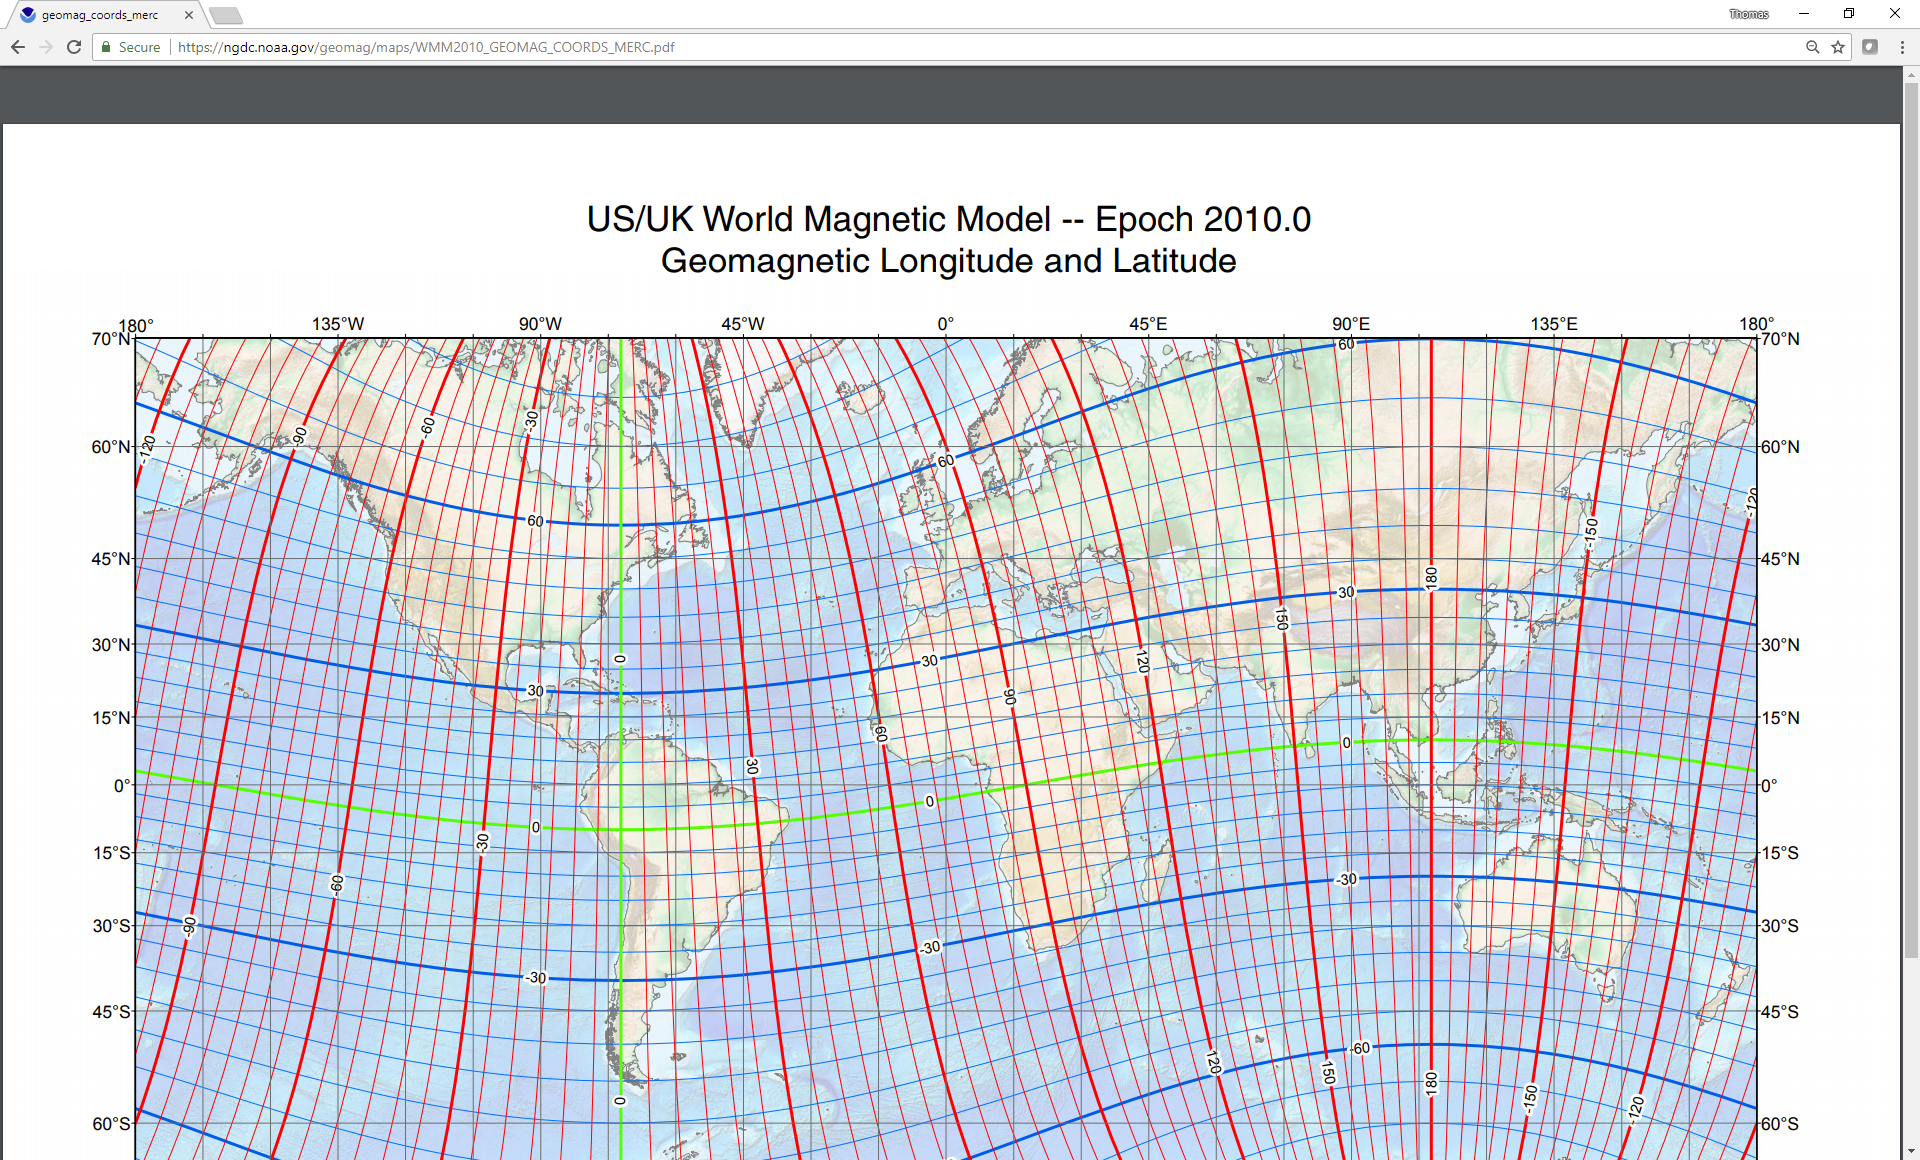 geomag_coords_merc
Thomas
Secure
https://ngdc.noaa.gov/geomag/maps/WMM2010_GEOMAG_COORDS_MERC.pdf
US/UK World Magnetic Model -- Epoch 2010.0
Geomagnetic Longitude and Latitude
180° 135°W 90°W 45°W 0° 45°E 90°E 135°E 180°
70°N 60 70°N
-30 -60 -90
60°N -120 60 60°N
-120
60 -150
45°N 45°N
180
30 30
150
30°N 0 30 120 30°N
30 90
15°N 60 15°N
0
30
0° 0 0°
0
-30
15°S 15°S
-60 -30
30°S -90 30°S
-30
-30
45°S 45°S
-60
120 150 180
0 -150 -120
60°S 60°S